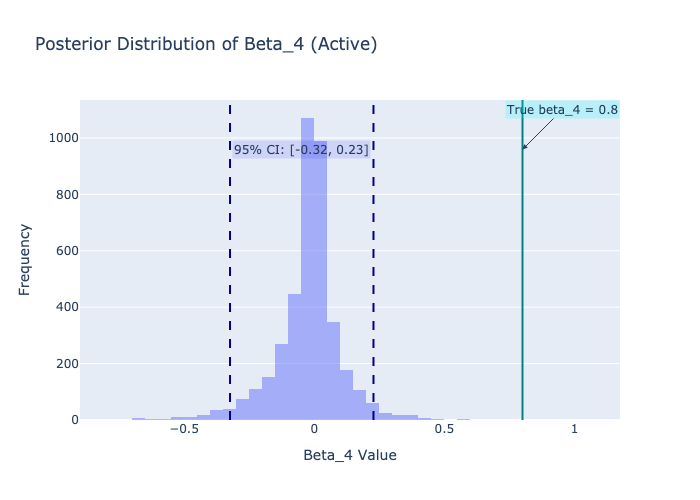 Posterior Distribution of Beta_4 (Active)
True beta_4 = 0.8
95% CI: [-0.32, 0.23]
1000
800
600
400
200
0
Frequency
−0.5
0
0.5
1
Beta_4 Value